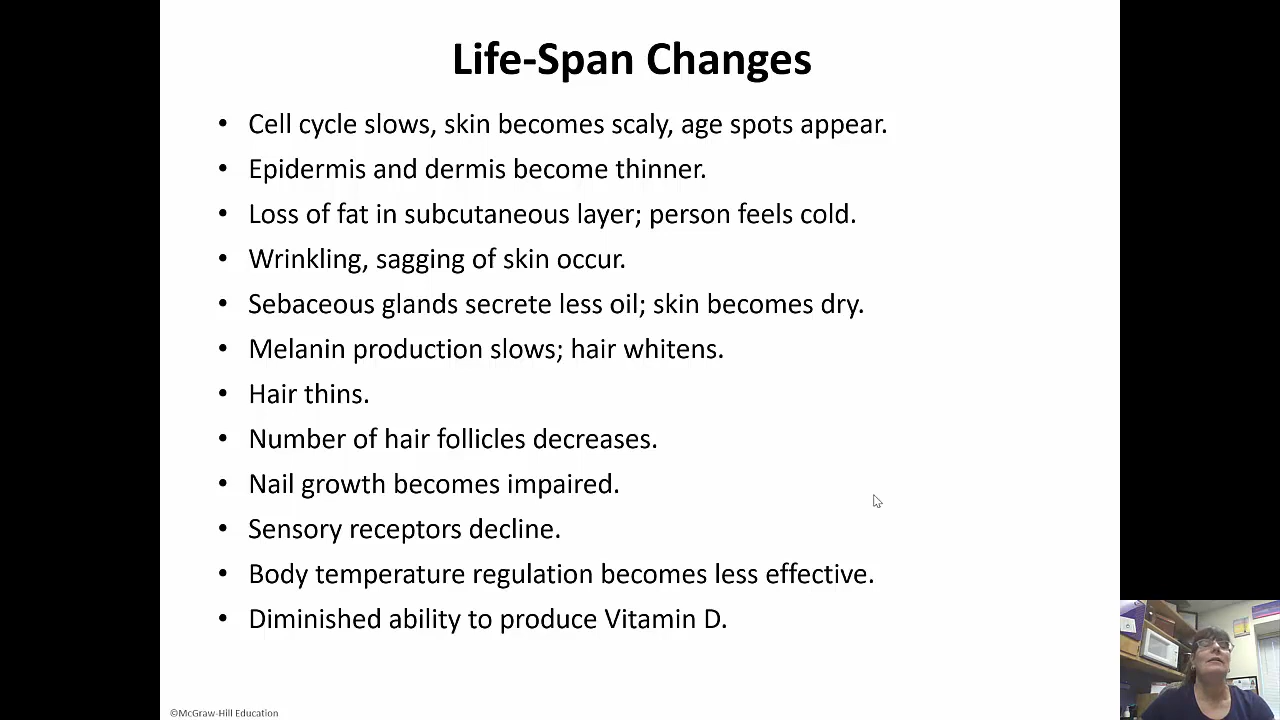 Life-Span Changes
• Cell cycle slows, skin becomes scaly, age spots appear.
• Epidermis and dermis become thinner.
• Loss of fat in subcutaneous layer; person feels cold.
• Wrinkling, sagging of skin occur.
• Sebaceous glands secrete less oil; skin becomes dry.
• Melanin production slows; hair whitens.
• Hair thins.
• Number of hair follicles decreases.
• Nail growth becomes impaired.
• Sensory receptors decline.
• Body temperature regulation becomes less effective.
• Diminished ability to produce Vitamin D.
©McGraw-Hill Education